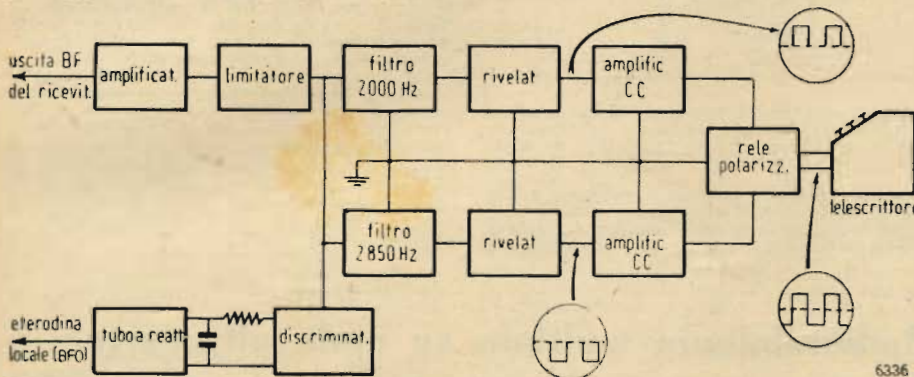 uscita BF
del ricevit.
amplificat.
limitatore
filtro
2000 Hz
rivelat
amplific
CC
rele
polarizz.
telescrittore
filtro
2850 Hz
rivelat
amplific
CC
eterodina
locale (BFO)
tubo a reatt.
discriminat.
6336